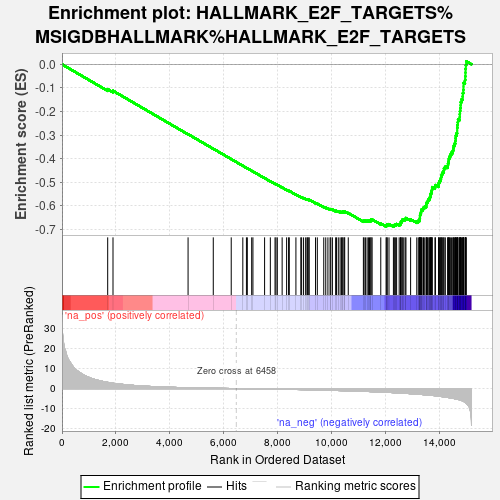 Enrichment plot: HALLMARK_E2F_TARGETS%
MSIGDBHALLMARK%HALLMARK_E2F_TARGETS
Enrichment score (ES)
0.0
-0.1
-0.2
-0.3
-0.4
-0.5
-0.6
-0.7
'na_pos' (positively correlated)
Ranked list metric (PreRanked)
30
20
10
0
-10
-20
Zero cross at 6458
'na_neg' (negatively correlated)
0
2,000
4,000
6,000
8,000
10,000
12,000
14,000
Rank in Ordered Dataset
Enrichment profile
Hits
Ranking metric scores